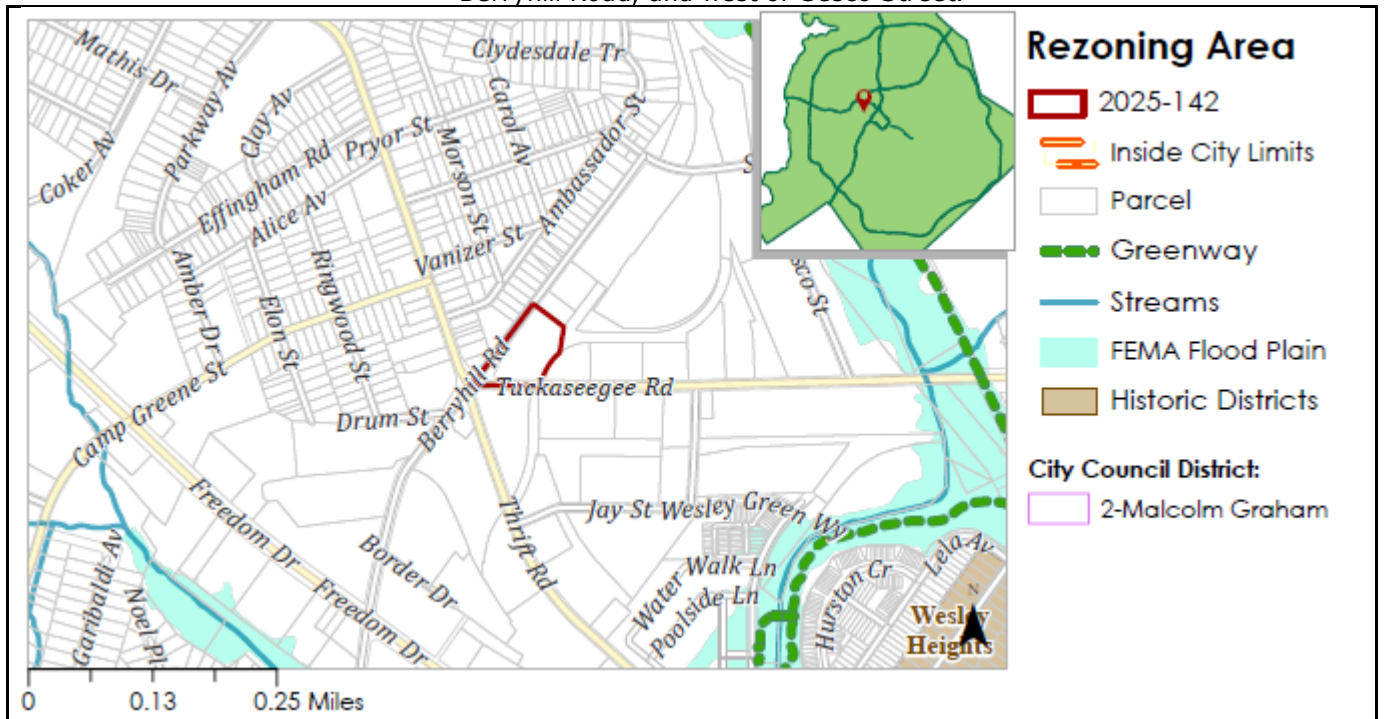 Mathis Dr
Parkway Av
Clydesdale Tr
Clay Av
Carol Av
Coker Av
Effingham Rd
Pryor St
Morson St
Ambassador St
Alice Av
Vanizer St
Amber Dr
Ringwood St
Elon St
Camp Greene St
Berryhill Rd
Tuckaseegee Rd
Drum St
Freedom Dr
Thrift Rd
Jay St
Wesley Green Wy
Border Dr
Freedom Dr
Garibaldi Av
Noel Pl
Walk Ln
Water
Poolside Ln
Hurston Cr
Lela Av
Wesley
Heights
N
0 0.13 0.25 Miles
Rezoning Area
2025-142
Inside City Limits
Parcel
Greenway
Streams
FEMA Flood Plain
Historic Districts
City Council District:
2-Malcolm Graham